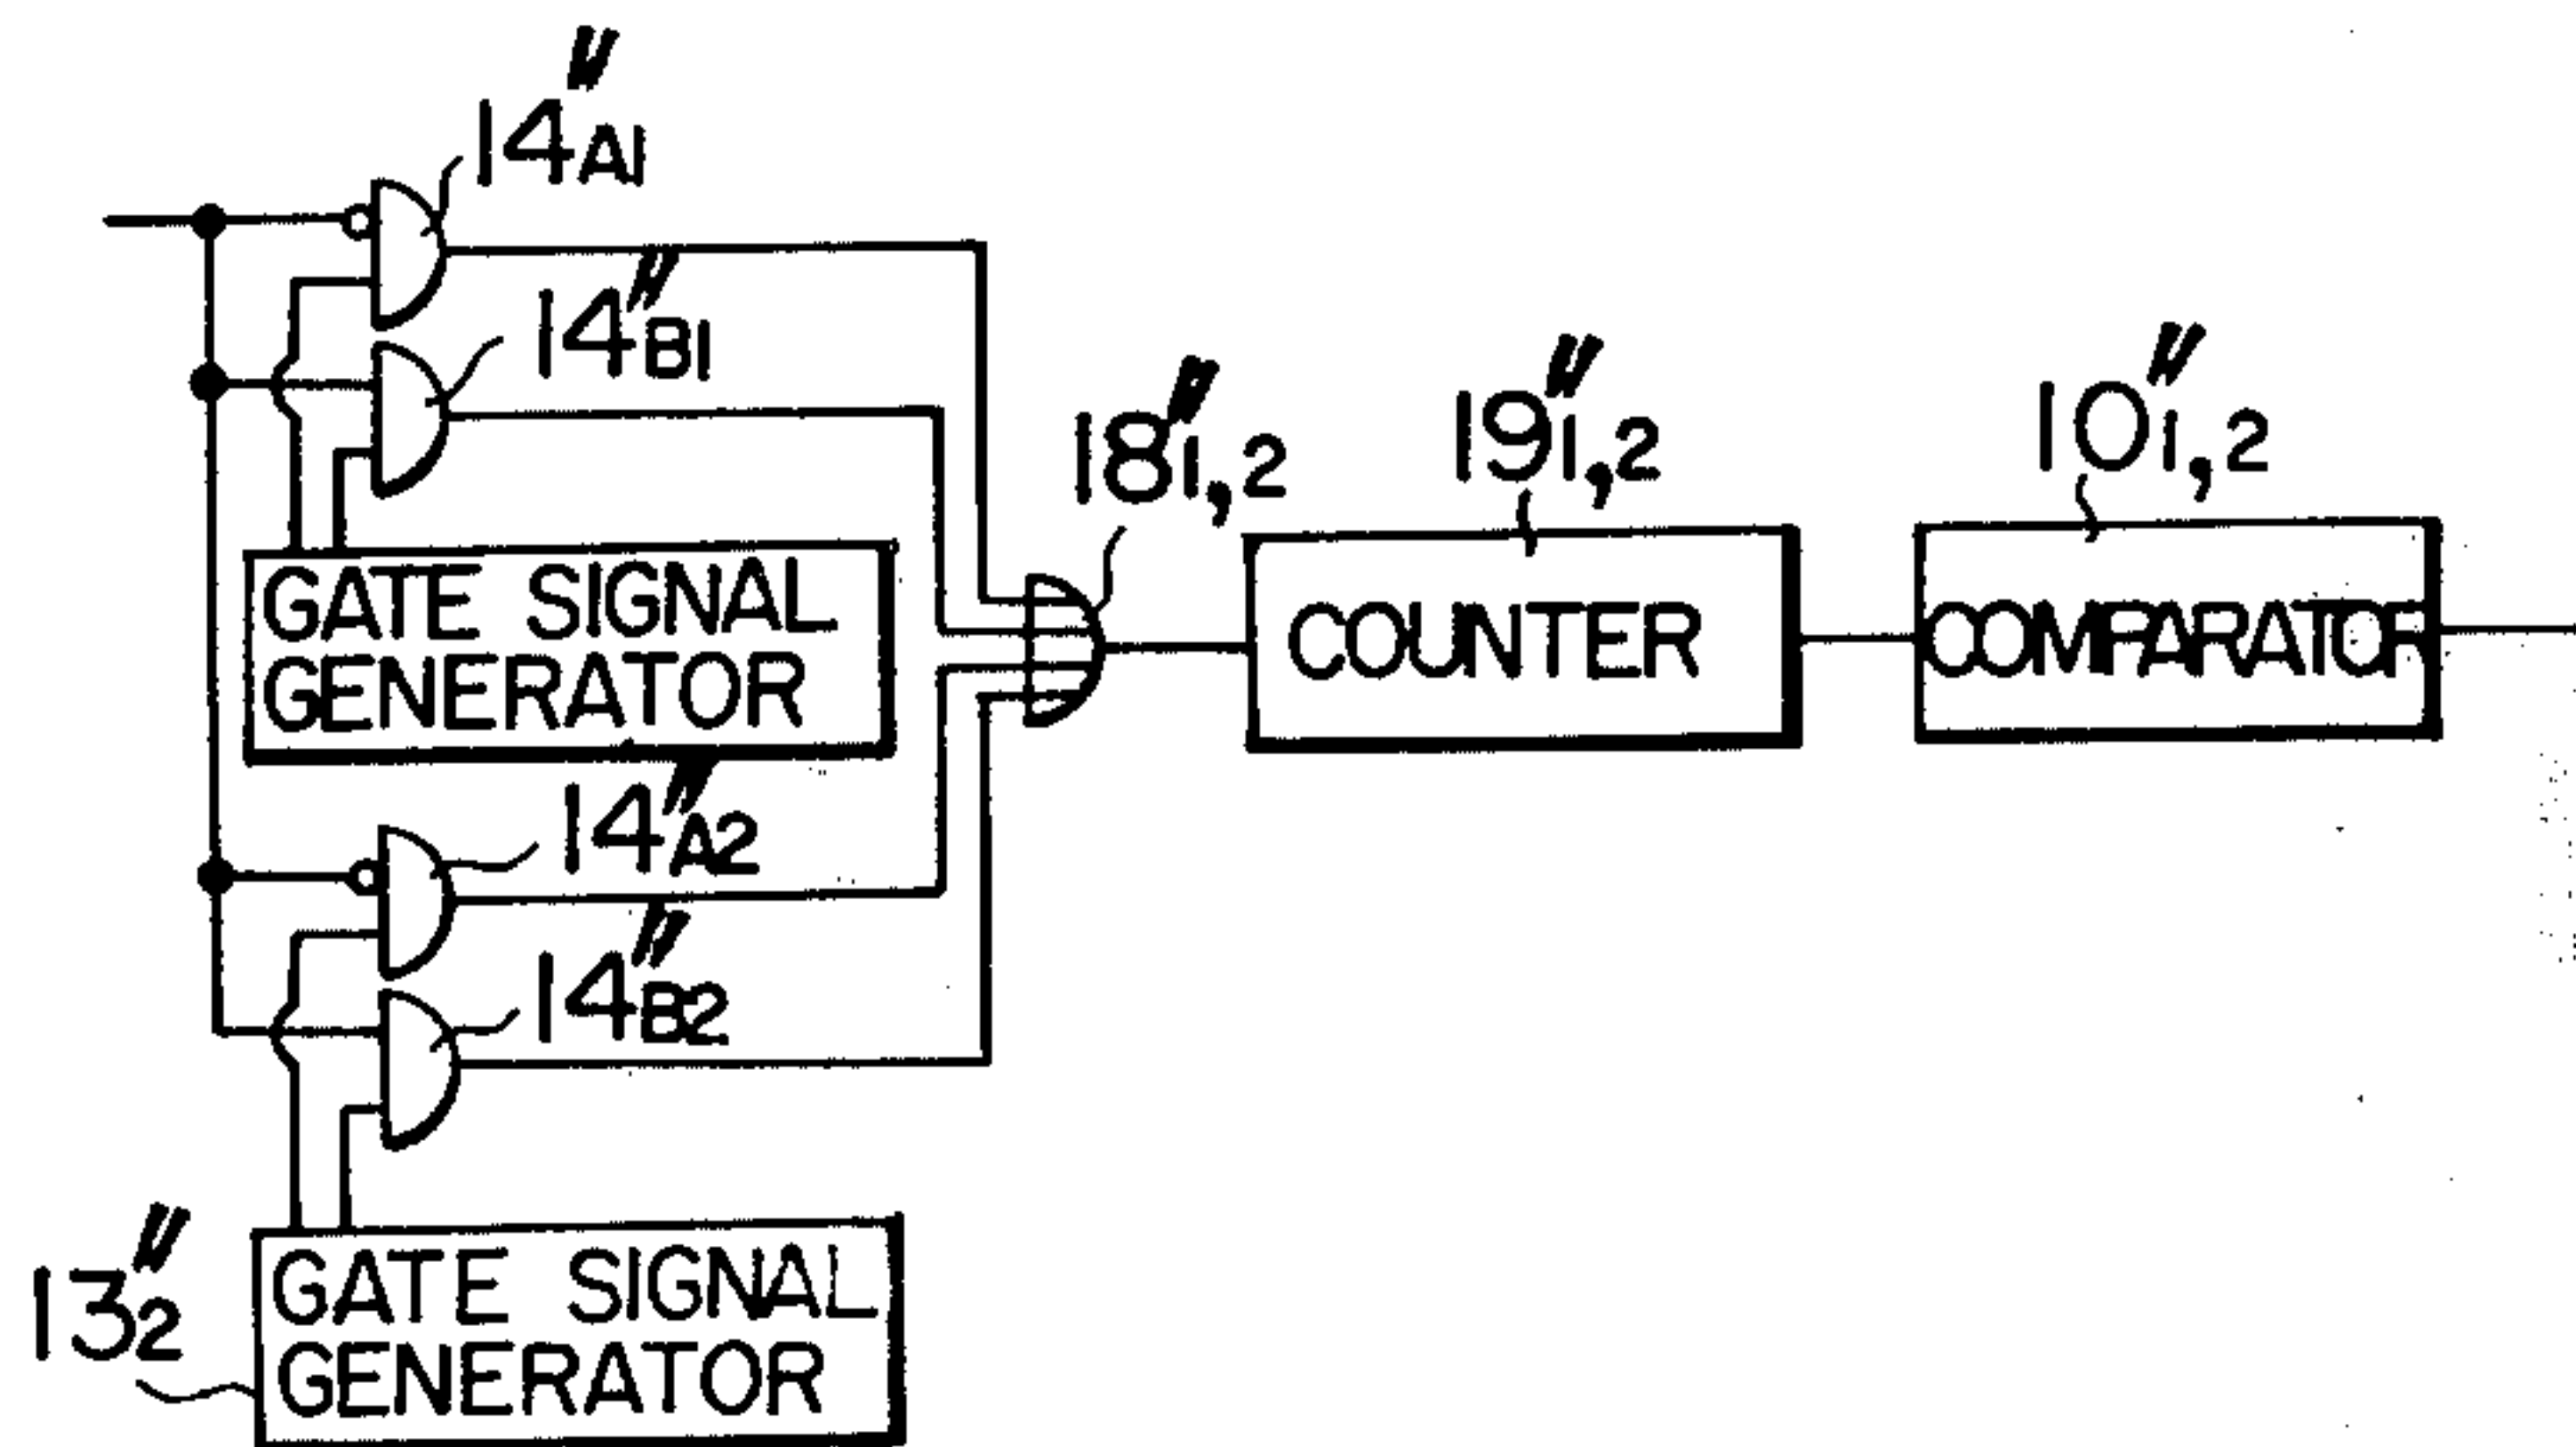 14"A1
14"B1
18"1,2
19"1,2
10"1,2
GATE SIGNAL
GENERATOR
COUNTER
COMPARATOR
14"A2
14"B2
13"2
GATE SIGNAL
GENERATOR